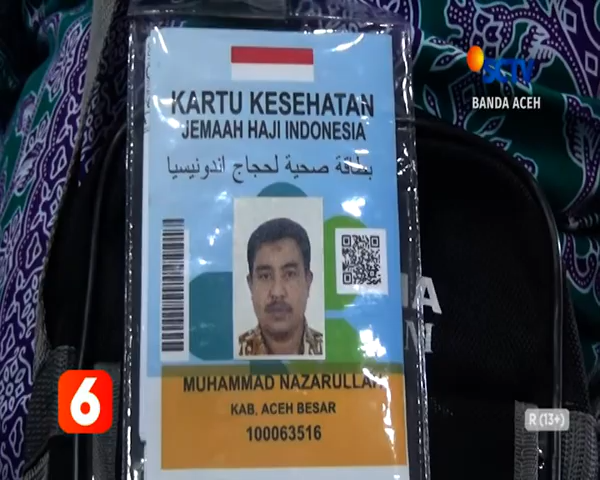 SCTV
BANDA ACEH
KARTU KESEHATAN
JEMAAH HAJI INDONESIA
بطاقة صحية لحجاج اندونيسيا
MUHAMMAD NAZARULLAH
KAB. ACEH BESAR
100063516
6
R (13+)